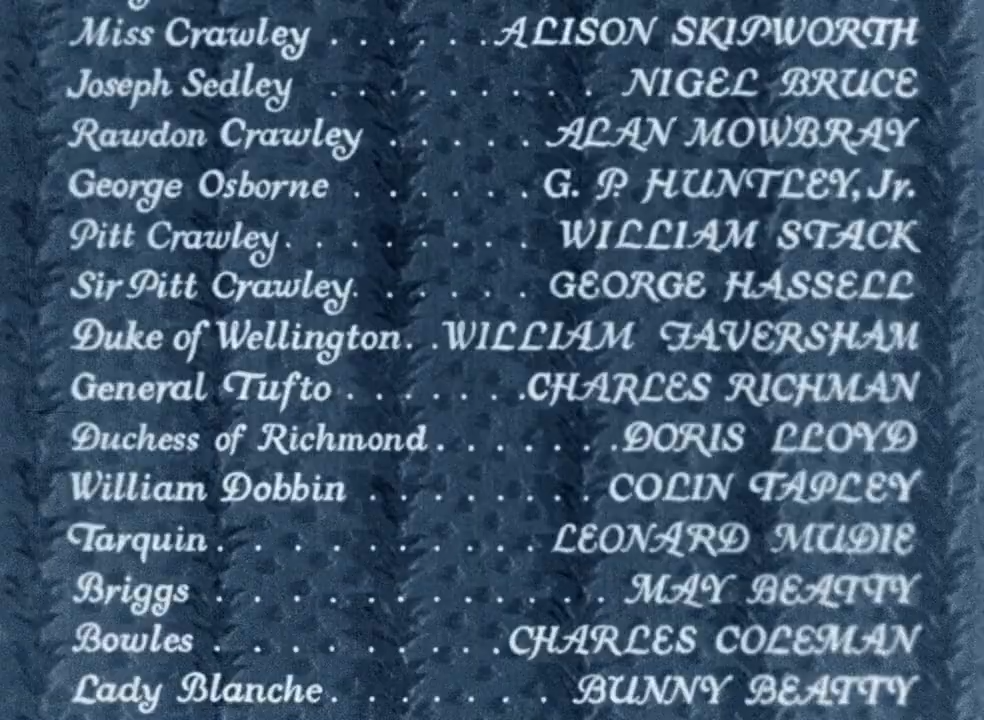 Miss Crawley . . . . . . ALISON SKIPWORTH
Joseph Sedley . . . . . . . . . NIGEL BRUCE
Rawdon Crawley . . . . . ALAN MOWBRAY
George Osborne . . . . . . G. P. HUNTLEY, Jr.
Pitt Crawley . . . . . . . . WILLIAM STACK
Sir Pitt Crawley . . . . . . GEORGE HASSELL
Duke of Wellington . . WILLIAM FAVERSHAM
General Tufto . . . . . . . CHARLES RICHMAN
Duchess of Richmond . . . . . . . DORIS LLOYD
William Dobbin . . . . . . . . COLIN TAPLEY
Tarquin . . . . . . . . . . LEONARD MUDIE
Briggs . . . . . . . . . . . MAY BEATTY
Bowles . . . . . . . . . CHARLES COLEMAN
Lady Blanche . . . . . . . BUNNY BEATTY